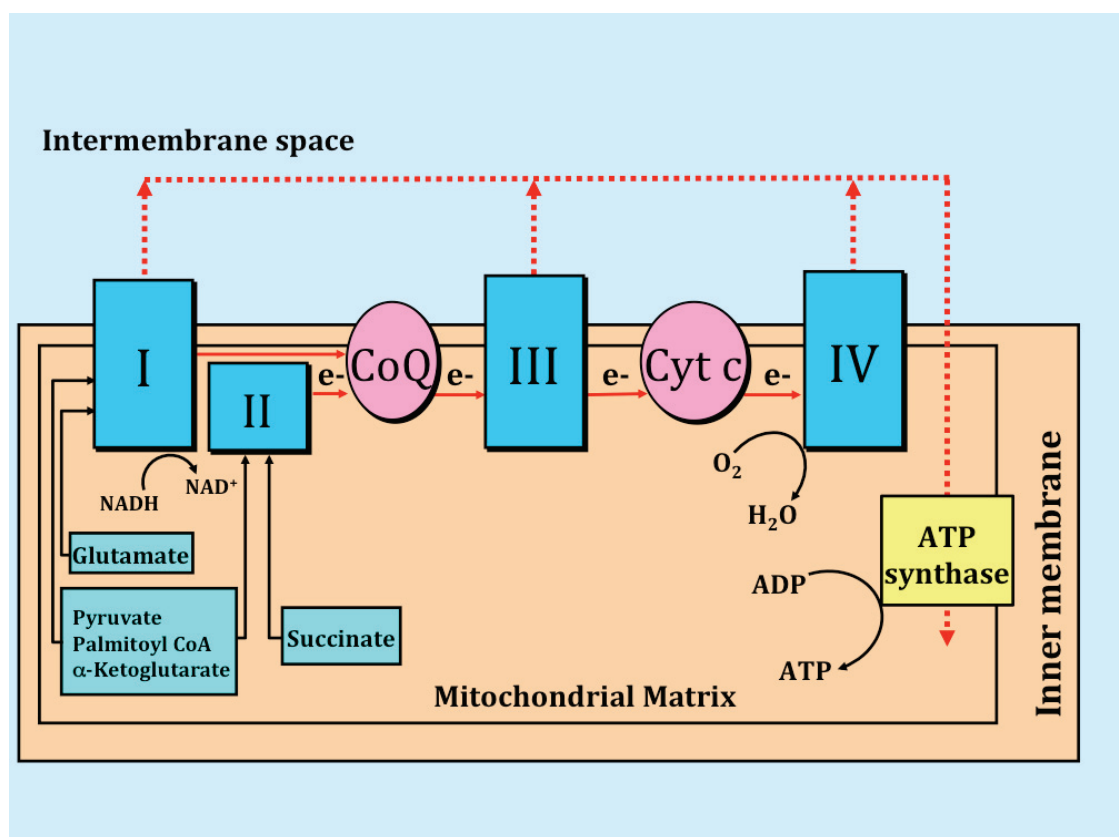 Intermembrane space
I
II
e-
CoQ
e-
III
e-
Cyt c
e-
IV
O₂
H₂O
NADH
NAD⁺
Glutamate
Pyruvate
Palmitoyl CoA
α-Ketoglutarate
Succinate
ATP
synthase
ADP
ATP
Mitochondrial Matrix
Inner membrane